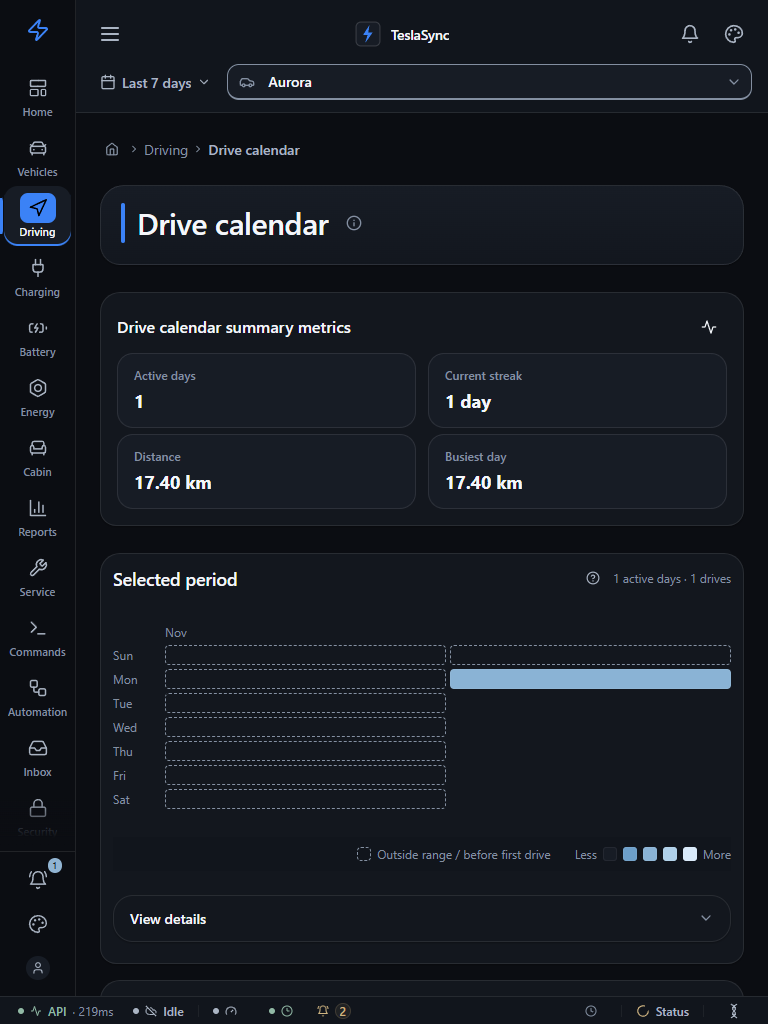 TeslaSync
Last 7 days
Aurora
Home
Vehicles
Driving
Charging
Battery
Energy
Cabin
Reports
Service
Commands
Automation
Inbox
Security
1
Driving
Drive calendar
Drive calendar
Drive calendar summary metrics
Active days
1
Current streak
1 day
Distance
17.40 km
Busiest day
17.40 km
Selected period
1 active days · 1 drives
Nov
Sun
Mon
Tue
Wed
Thu
Fri
Sat
Outside range / before first drive
Less
More
View details
API · 219ms
Idle
2
Status